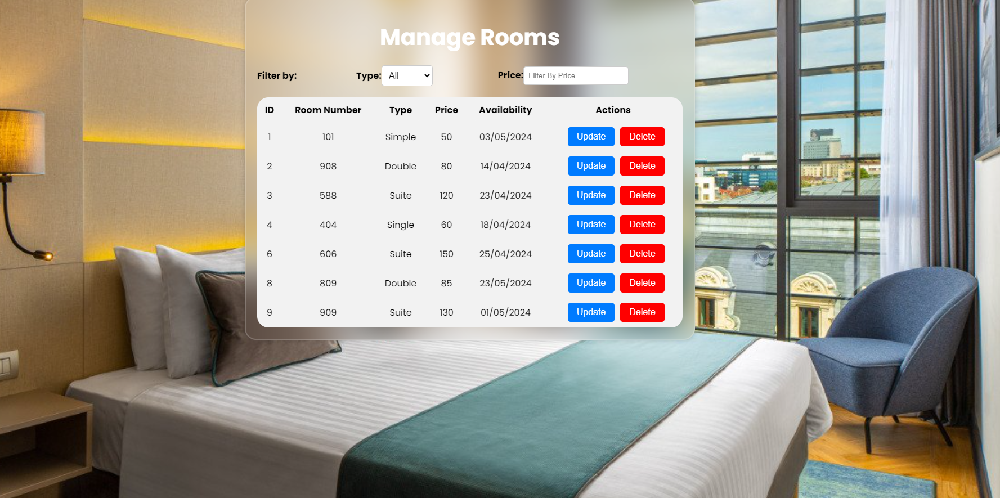 Manage Rooms
Filter by: Type: All Price: Filter By Price
ID Room Number Type Price Availability Actions
1 101 Simple 50 03/05/2024 Update Delete
2 908 Double 80 14/04/2024 Update Delete
3 588 Suite 120 23/04/2024 Update Delete
4 404 Single 60 18/04/2024 Update Delete
6 606 Suite 150 25/04/2024 Update Delete
8 809 Double 85 23/05/2024 Update Delete
9 909 Suite 130 01/05/2024 Update Delete